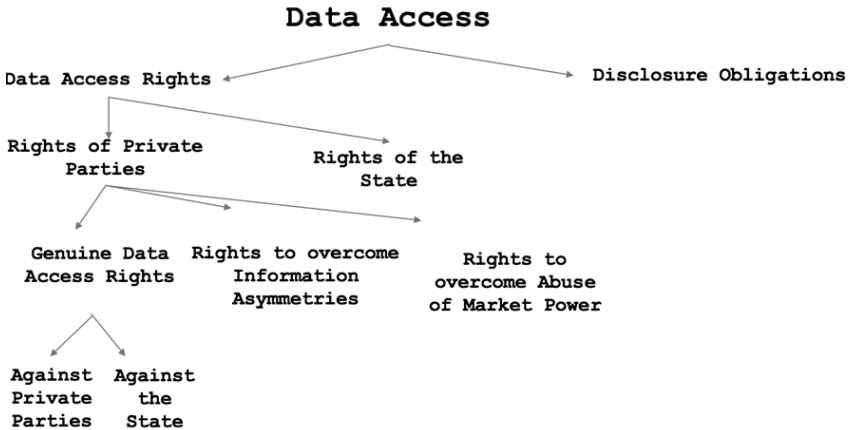 Data Access
Data Access Rights
Disclosure Obligations
Rights of Private
Parties
Rights of the
State
Genuine Data
Access Rights
Rights to overcome
Information
Asymmetries
Rights to
overcome Abuse
of Market Power
Against
Private
Parties
Against
the
State